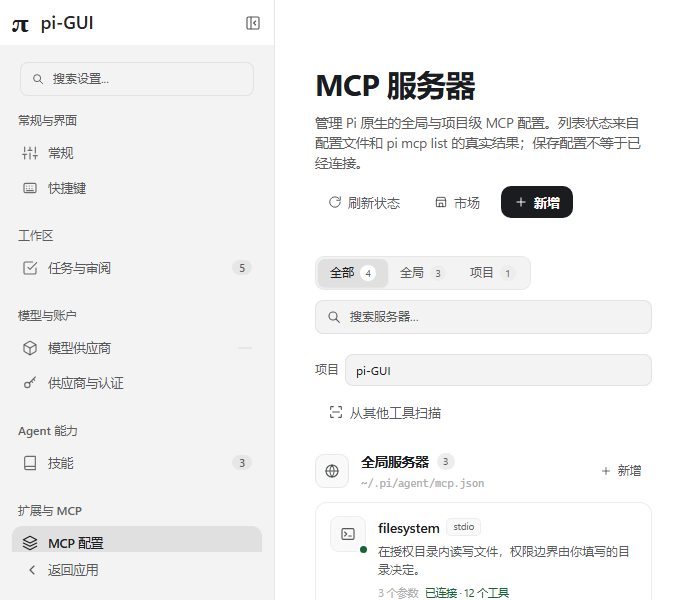 π pi-GUI
搜索设置...
常规与界面
常规
快捷键
工作区
任务与审阅 5
模型与账户
模型供应商
供应商与认证
Agent 能力
技能 3
扩展与 MCP
MCP 配置
返回应用
MCP 服务器
管理 Pi 原生的全局与项目级 MCP 配置。列表状态来自
配置文件和 pi mcp list 的真实结果；保存配置不等于已
经连接。
刷新状态 市场 + 新增
全部 4 全局 3 项目 1
搜索服务器...
项目 pi-GUI
从其他工具扫描
全局服务器 3 + 新增
~/.pi/agent/mcp.json
filesystem stdio
在授权目录内读写文件，权限边界由你填写的目
录决定。
3 个参数 已连接 · 12 个工具